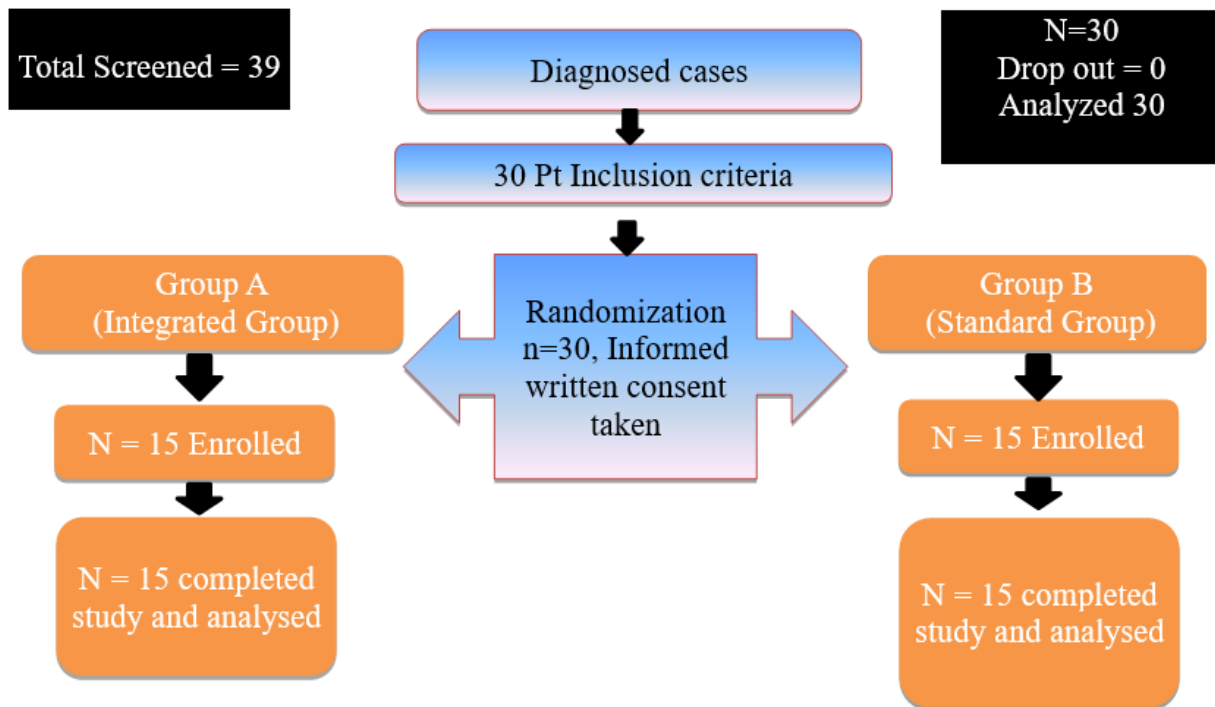 Total Screened = 39
Diagnosed cases
N=30
Drop out = 0
Analyzed 30
30 Pt Inclusion criteria
Group A
(Integrated Group)
Randomization
n=30, Informed
written consent
taken
Group B
(Standard Group)
N = 15 Enrolled
N = 15 Enrolled
N = 15 completed
study and analysed
N = 15 completed
study and analysed